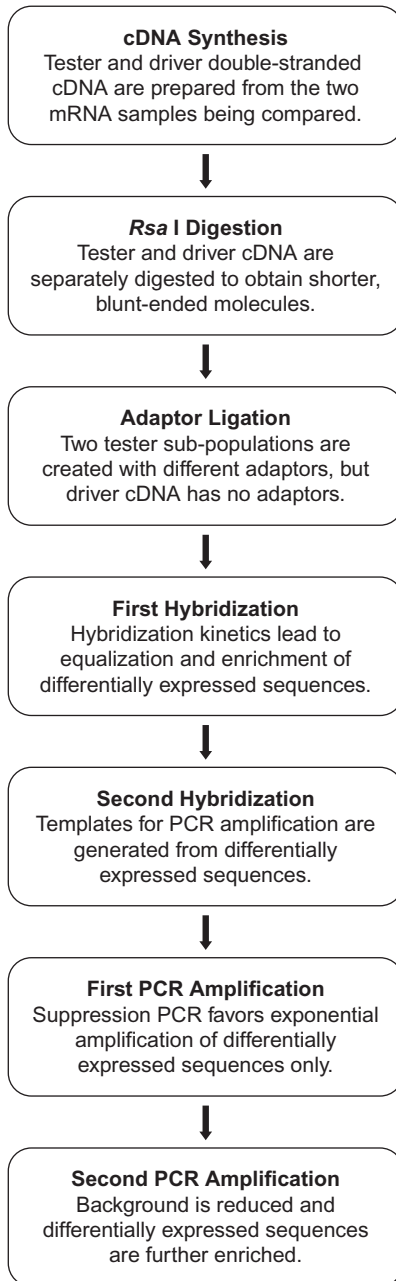 cDNA Synthesis
Tester and driver double-stranded
cDNA are prepared from the two
mRNA samples being compared.
Rsa I Digestion
Tester and driver cDNA are
separately digested to obtain shorter,
blunt-ended molecules.
Adaptor Ligation
Two tester sub-populations are
created with different adaptors, but
driver cDNA has no adaptors.
First Hybridization
Hybridization kinetics lead to
equalization and enrichment of
differentially expressed sequences.
Second Hybridization
Templates for PCR amplification are
generated from differentially
expressed sequences.
First PCR Amplification
Suppression PCR favors exponential
amplification of differentially
expressed sequences only.
Second PCR Amplification
Background is reduced and
differentially expressed sequences
are further enriched.